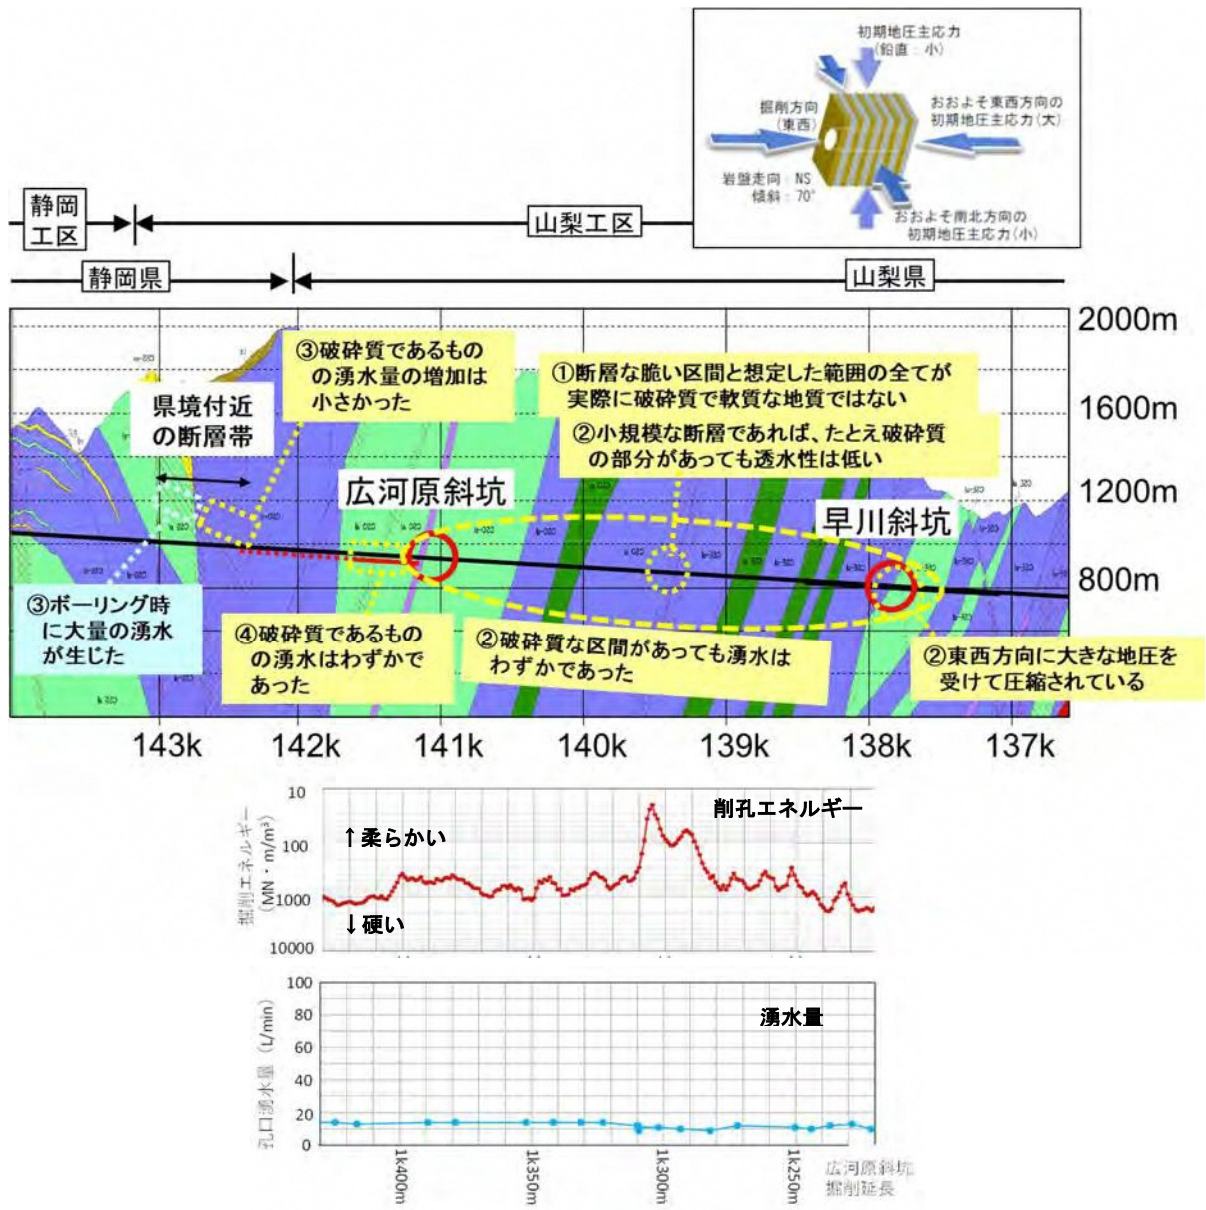 初期地圧主応力
(鉛直：小)
掘削方向
(東西)
おおよそ東西方向の
初期地圧主応力(大)
岩盤走向：NS
傾斜：70°
おおよそ南北方向の
初期地圧主応力(小)
静岡
工区
山梨工区
静岡県
山梨県
2000m
1600m
1200m
800m
③破砕質であるもの
の湧水量の増加は
小さかった
①断層な脆い区間と想定した範囲の全てが
実際に破砕質で軟質な地質ではない
②小規模な断層であれば、たとえ破砕質
の部分があっても透水性は低い
県境付近
の断層帯
広河原斜坑
早川斜坑
③ボーリング時
に大量の湧水
が生じた
④破砕質であるもの
の湧水はわずかで
あった
②破砕質な区間があっても湧水は
わずかであった
②東西方向に大きな地圧を
受けて圧縮されている
143k
142k
141k
140k
139k
138k
137k
削孔エネルギー
掘削エネルギー
(MN・m/m³)
10
100
1000
10000
↑柔らかい
↓硬い
湧水量
孔口湧水量 (L/min)
100
80
60
40
20
0
1k400m
1k350m
1k300m
1k250m
広河原斜坑
掘削延長